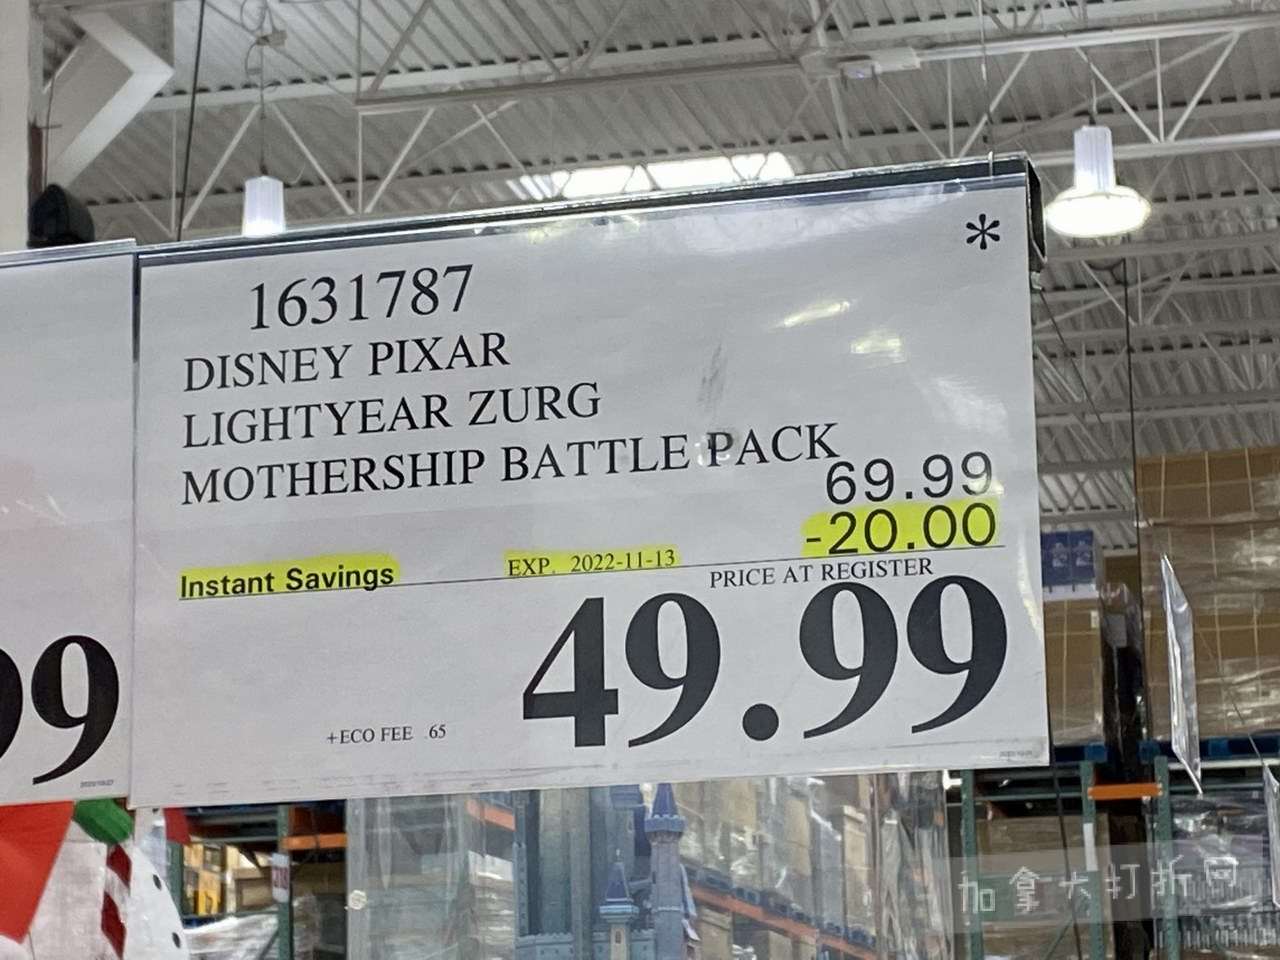 *
1631787
DISNEY PIXAR
LIGHTYEAR ZURG
MOTHERSHIP BATTLE PACK
69.99
-20.00
Instant Savings EXP. 2022-11-13
PRICE AT REGISTER
49.99
+ECO FEE .65
99
加拿大打折网